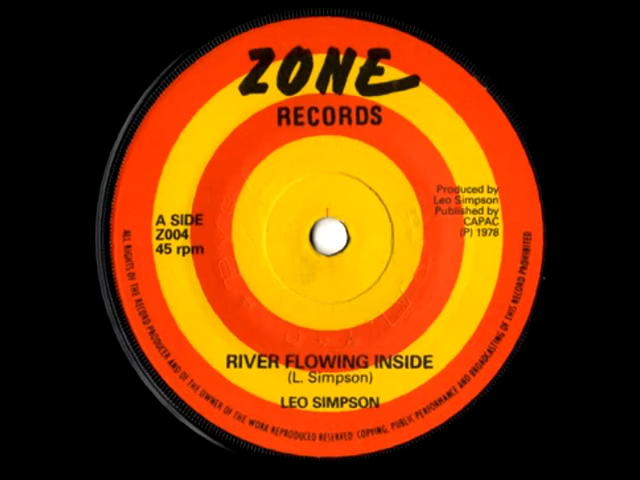 ZONE
RECORDS
A SIDE
Z004
45 rpm
Produced by
Leo Simpson
Published by
CAPAC
(P) 1978
RIVER FLOWING INSIDE
(L. Simpson)
LEO SIMPSON
ALL RIGHTS OF THE RECORD PRODUCER AND OF THE OWNER OF THE WORK REPRODUCED RESERVED. COPYING, PUBLIC PERFORMANCE AND BROADCASTING OF THIS RECORD PROHIBITED